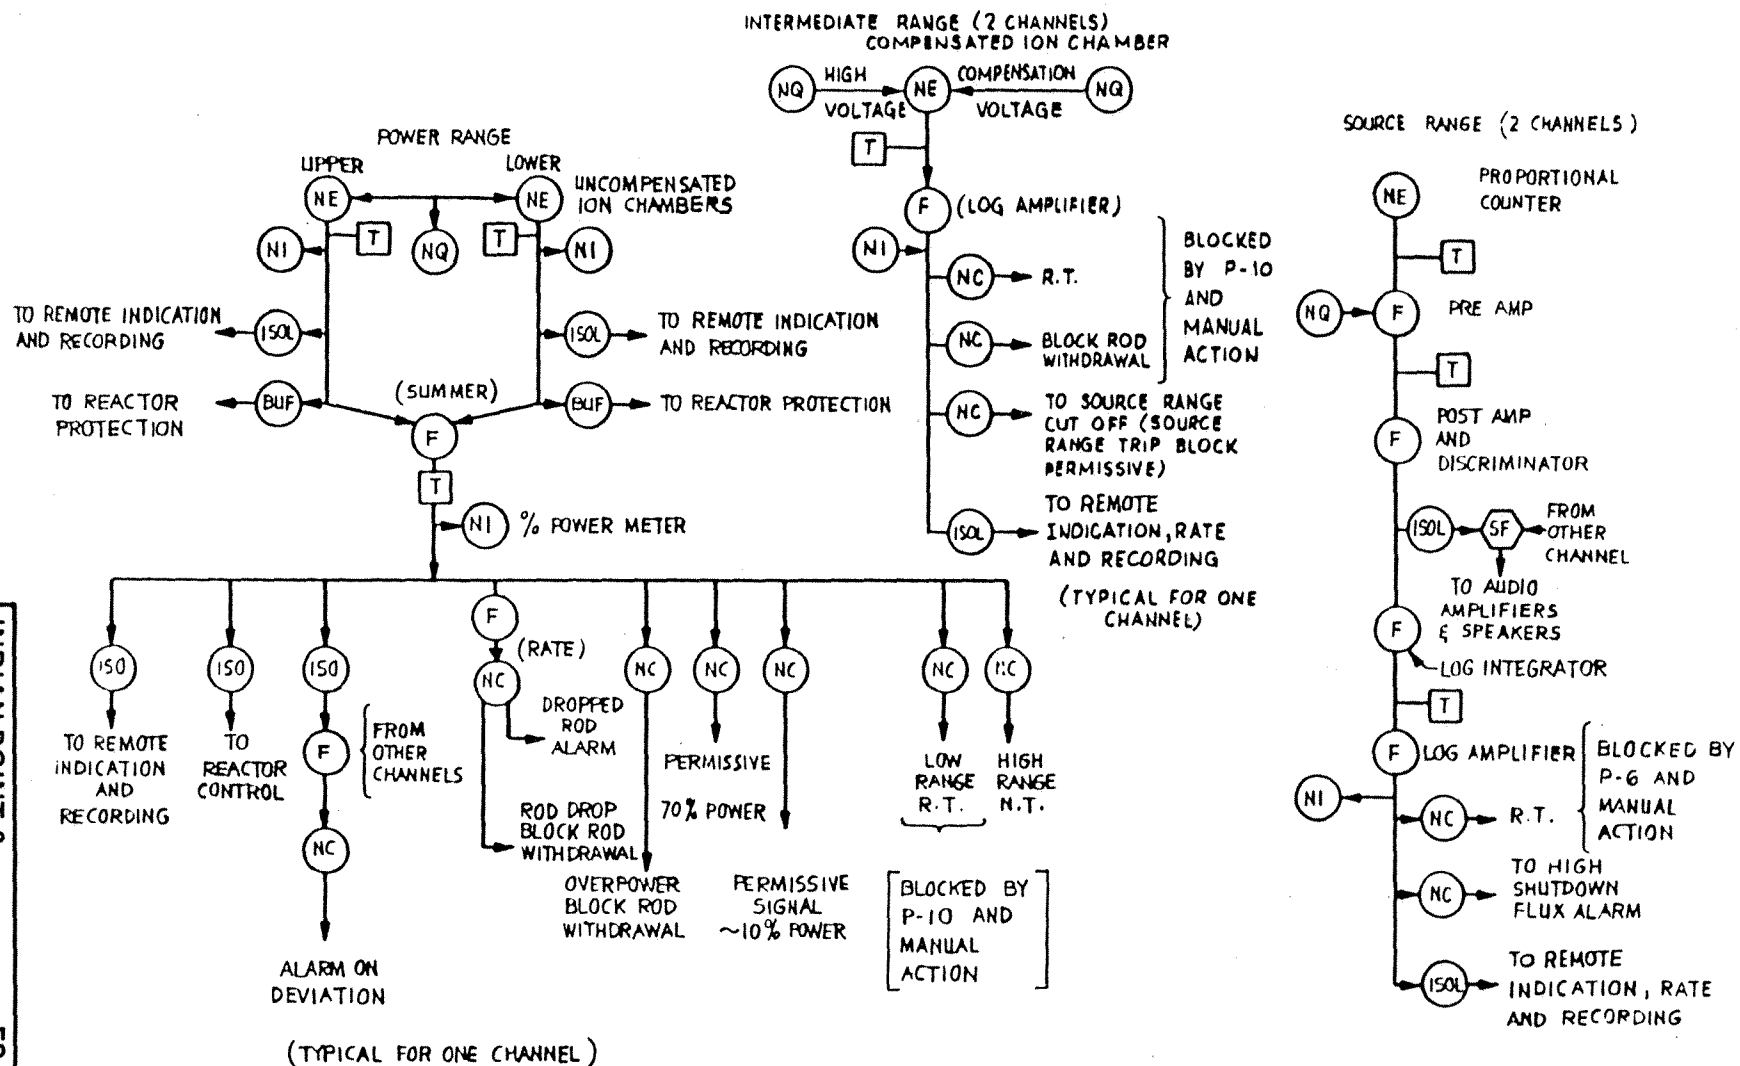 INTERMEDIATE RANGE (2 CHANNELS)
COMPENSATED ION CHAMBER
NQ
HIGH
VOLTAGE
NE
COMPENSATION
VOLTAGE
NQ
T
F
(LOG AMPLIFIER)
NI
NC
R.T.
NC
BLOCK ROD
WITHDRAWAL
BLOCKED
BY P-10
AND
MANUAL
ACTION
NC
TO SOURCE RANGE
CUT OFF (SOURCE
RANGE TRIP BLOCK
PERMISSIVE)
ISOL
TO REMOTE
INDICATION, RATE
AND RECORDING
(TYPICAL FOR ONE
CHANNEL)
POWER RANGE
UPPER
LOWER
NE
NE
UNCOMPENSATED
ION CHAMBERS
NI
T
NQ
T
NI
TO REMOTE INDICATION
AND RECORDING
ISOL
ISOL
TO REMOTE INDICATION
AND RECORDING
TO REACTOR
PROTECTION
BUF
(SUMMER)
BUF
TO REACTOR PROTECTION
F
T
NI
% POWER METER
ISO
TO REMOTE
INDICATION
AND
RECORDING
ISO
TO
REACTOR
CONTROL
ISO
F
FROM
OTHER
CHANNELS
NC
ALARM ON
DEVIATION
F
(RATE)
NC
DROPPED
ROD
ALARM
ROD DROP
BLOCK ROD
WITHDRAWAL
NC
OVERPOWER
BLOCK ROD
WITHDRAWAL
NC
PERMISSIVE
70% POWER
NC
PERMISSIVE
SIGNAL
~10% POWER
NC
LOW
RANGE
R.T.
NC
HIGH
RANGE
N.T.
BLOCKED BY
P-10 AND
MANUAL
ACTION
(TYPICAL FOR ONE CHANNEL)
SOURCE RANGE (2 CHANNELS)
NE
PROPORTIONAL
COUNTER
T
NQ
F
PRE AMP
T
F
POST AMP
AND
DISCRIMINATOR
ISOL
SF
FROM
OTHER
CHANNEL
TO AUDIO
AMPLIFIERS
& SPEAKERS
F
LOG INTEGRATOR
T
F
LOG AMPLIFIER
NI
NC
R.T.
BLOCKED BY
P-6 AND
MANUAL
ACTION
NC
TO HIGH
SHUTDOWN
FLUX ALARM
ISOL
TO REMOTE
INDICATION, RATE
AND RECORDING